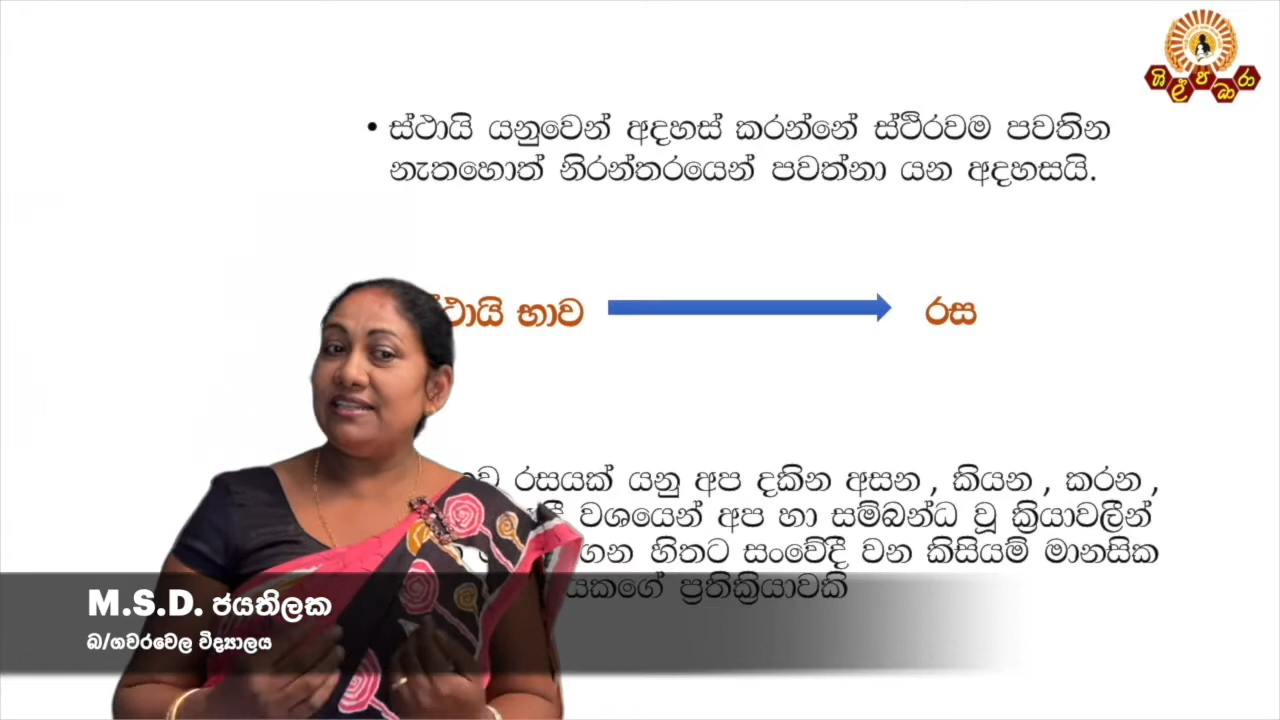 ශිල්ප ධාරා
• ස්ථායි යනුවෙන් අදහස් කරන්නේ ස්ථිරවම පවතින
නැතහොත් නිරන්තරයෙන් පවත්නා යන අදහසයි.
ස්ථායි භාව
රස
රසයක් යනු අප දකින අසන , කියන , කරන ,
වශයෙන් අප හා සම්බන්ධ වූ ක්‍රියාවලීන්
හිතට සංවේදී වන කිසියම් මානසික
ප්‍රතික්‍රියාවකි
M.S.D. ජයතිලක
බ/ගවරවෙල විද්‍යාලය